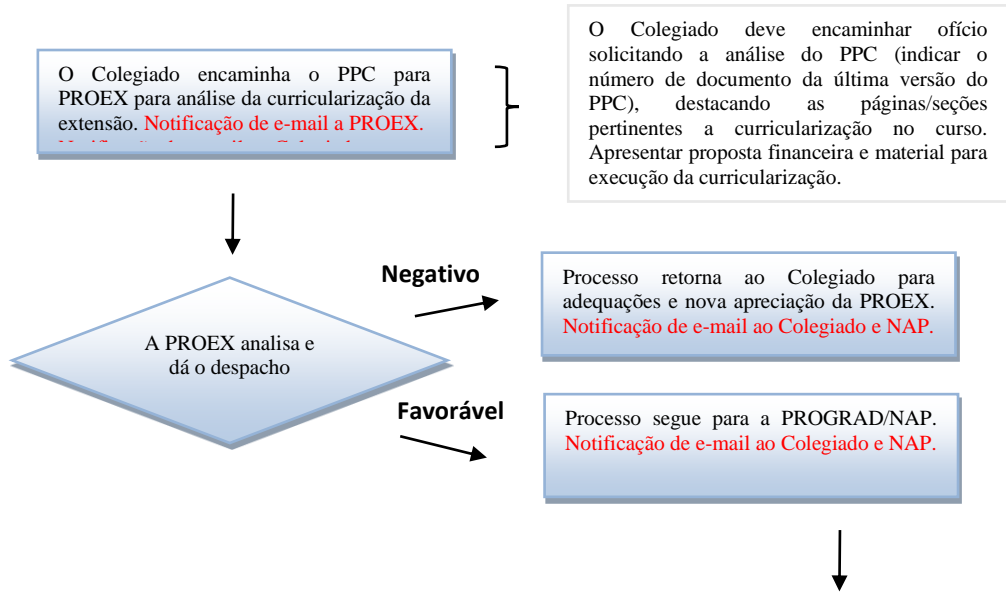 O Colegiado encaminha o PPC para
PROEX para análise da curricularização da
extensão. Notificação de e-mail a PROEX.
O Colegiado deve encaminhar ofício
solicitando a análise do PPC (indicar o
número de documento da última versão do
PPC), destacando as páginas/seções
pertinentes a curricularização no curso.
Apresentar proposta financeira e material para
execução da curricularização.
Negativo
Processo retorna ao Colegiado para
adequações e nova apreciação da PROEX.
Notificação de e-mail ao Colegiado e NAP.
A PROEX analisa e
dá o despacho
Favorável
Processo segue para a PROGRAD/NAP.
Notificação de e-mail ao Colegiado e NAP.